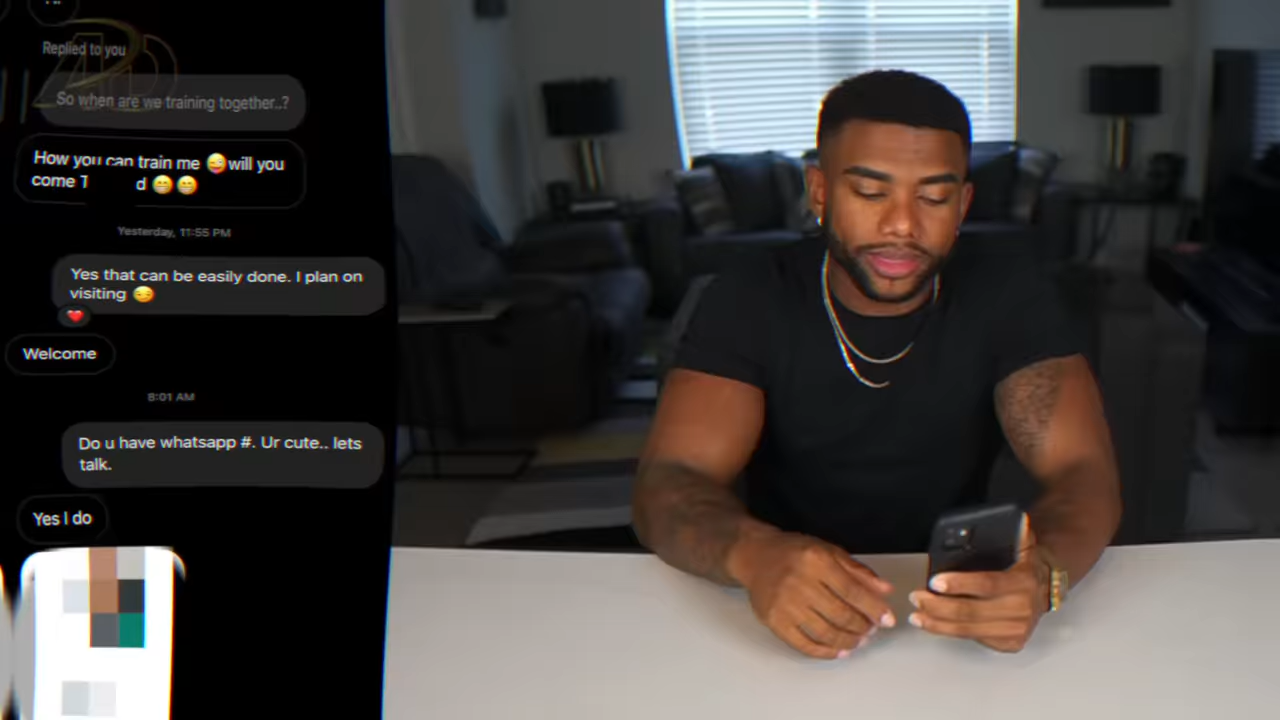 Replied to you
So when are we training together..?
How you can train me 😜will you
come T d 😁😁
Yesterday, 11:55 PM
Yes that can be easily done. I plan on
visiting 😏
❤️
Welcome
8:01 AM
Do u have whatsapp #. Ur cute.. lets
talk.
Yes I do